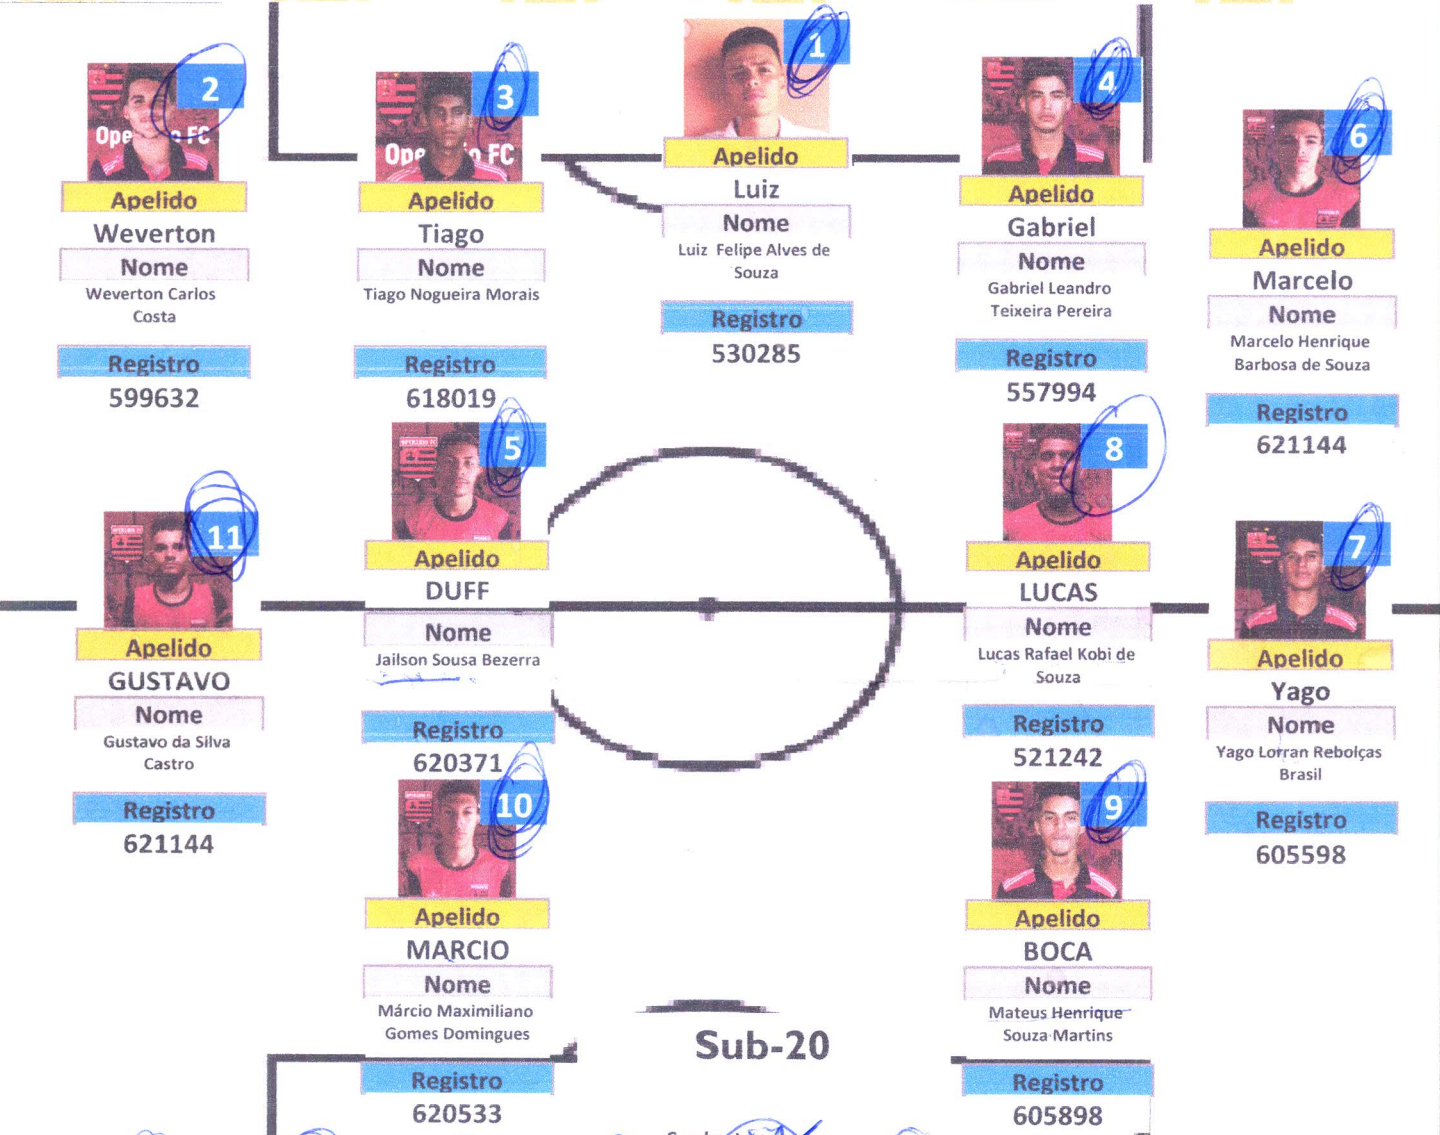 1
Apelido
Luiz
Nome
Luiz Felipe Alves de
Souza
Registro
530285
2
FC
Apelido
Weverton
Nome
Weverton Carlos
Costa
Registro
599632
3
FC
Apelido
Tiago
Nome
Tiago Nogueira Morais
Registro
618019
4
Apelido
Gabriel
Nome
Gabriel Leandro
Teixeira Pereira
Registro
557994
6
Apelido
Marcelo
Nome
Marcelo Henrique
Barbosa de Souza
Registro
621144
11
Apelido
GUSTAVO
Nome
Gustavo da Silva
Castro
Registro
621144
5
Apelido
DUFF
Nome
Jailson Sousa Bezerra
Registro
620371
8
Apelido
LUCAS
Nome
Lucas Rafael Kobi de
Souza
Registro
521242
7
Apelido
Yago
Nome
Yago Lorran Reboiças
Brasil
Registro
605598
10
Apelido
MARCIO
Nome
Márcio Maximiliano
Gomes Domingues
Registro
620533
9
Apelido
BOCA
Nome
Mateus Henrique
Souza Martins
Registro
605898
Sub-20